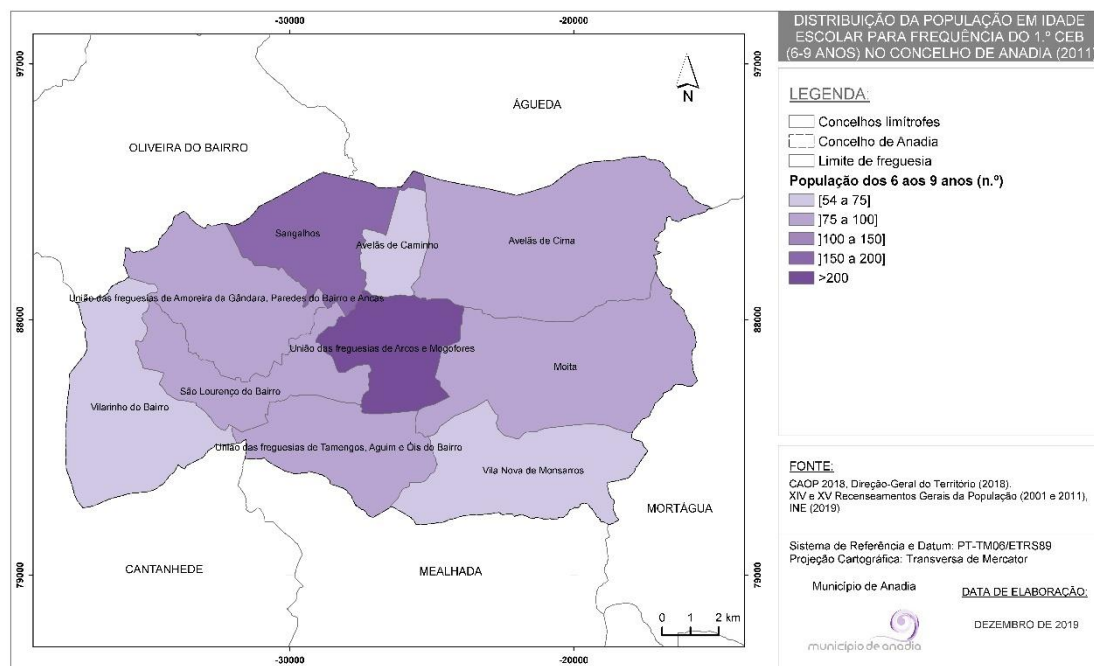 -30000
-20000
97000
97000
ÁGUEDA
N
OLIVEIRA DO BAIRRO
Sangalhos
Avelãs de Caminho
Avelãs de Cima
União das freguesias de Amoreira da Gândara, Paredes do Bairro e Ancas
88000
88000
União das freguesias de Arcos e Mogofores
Moita
São Lourenço do Bairro
Vilarinho do Bairro
União das freguesias de Tamengos, Aguim e Óis do Bairro
Vila Nova de Monsarros
MORTÁGUA
CANTANHEDE
MEALHADA
79000
79000
0 1 2 km
-30000
-20000
DISTRIBUIÇÃO DA POPULAÇÃO EM IDADE
ESCOLAR PARA FREQUÊNCIA DO 1.º CEB
(6-9 ANOS) NO CONCELHO DE ANADIA (2011)
LEGENDA:
Concelhos limítrofes
Concelho de Anadia
Limite de freguesia
População dos 6 aos 9 anos (n.º)
[54 a 75]
]75 a 100]
]100 a 150]
]150 a 200]
>200
FONTE:
CAOP 2018, Direção-Geral do Território (2018).
XIV e XV Recenseamentos Gerais da População (2001 e 2011),
INE (2019)
Sistema de Referência e Datum: PT-TM06/ETRS89
Projeção Cartográfica: Transversa de Mercator
Município de Anadia
DATA DE ELABORAÇÃO:
DEZEMBRO DE 2019
município de anadia